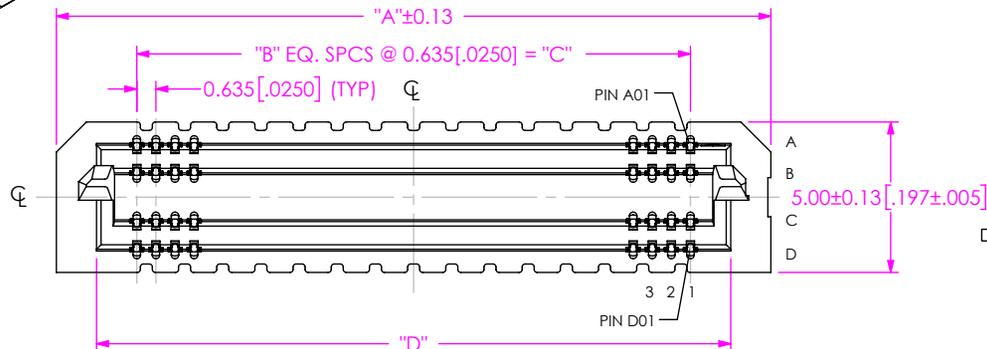 "A"±0.13
"B" EQ. SPCS @ 0.635[.0250] = "C"
0.635[.0250] (TYP)
℄
PIN A01
A
B
℄
5.00±0.13[.197±.005]
C
D
3 2 1
PIN D01
"D"